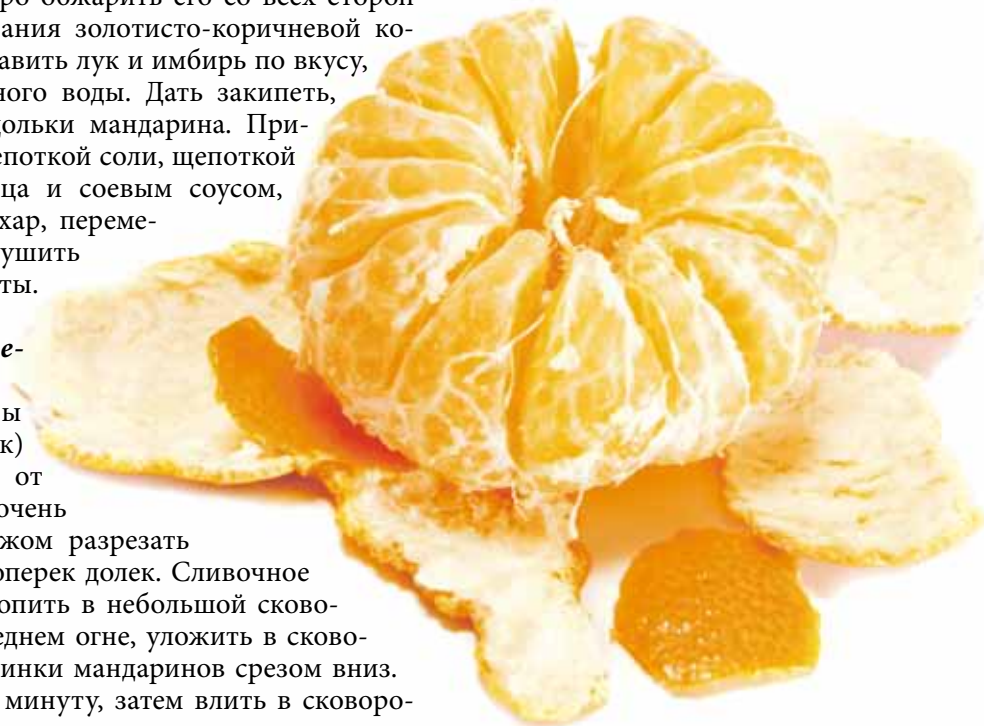 ро обжарить его со всех сторон
ания золотисто-коричневой ко-
авить лук и имбирь по вкусу,
ного воды. Дать закипеть,
дольки мандарина. При-
епоткой соли, щепоткой
ца и соевым соусом,
хар, переме-
ушить
ты.
е-
ы
к)
от
очень
жом разрезать
оперек долек. Сливочное
опить в небольшой сково-
еднем огне, уложить в сково-
инки мандаринов срезом вниз.
минуту, затем влить в сковоро-